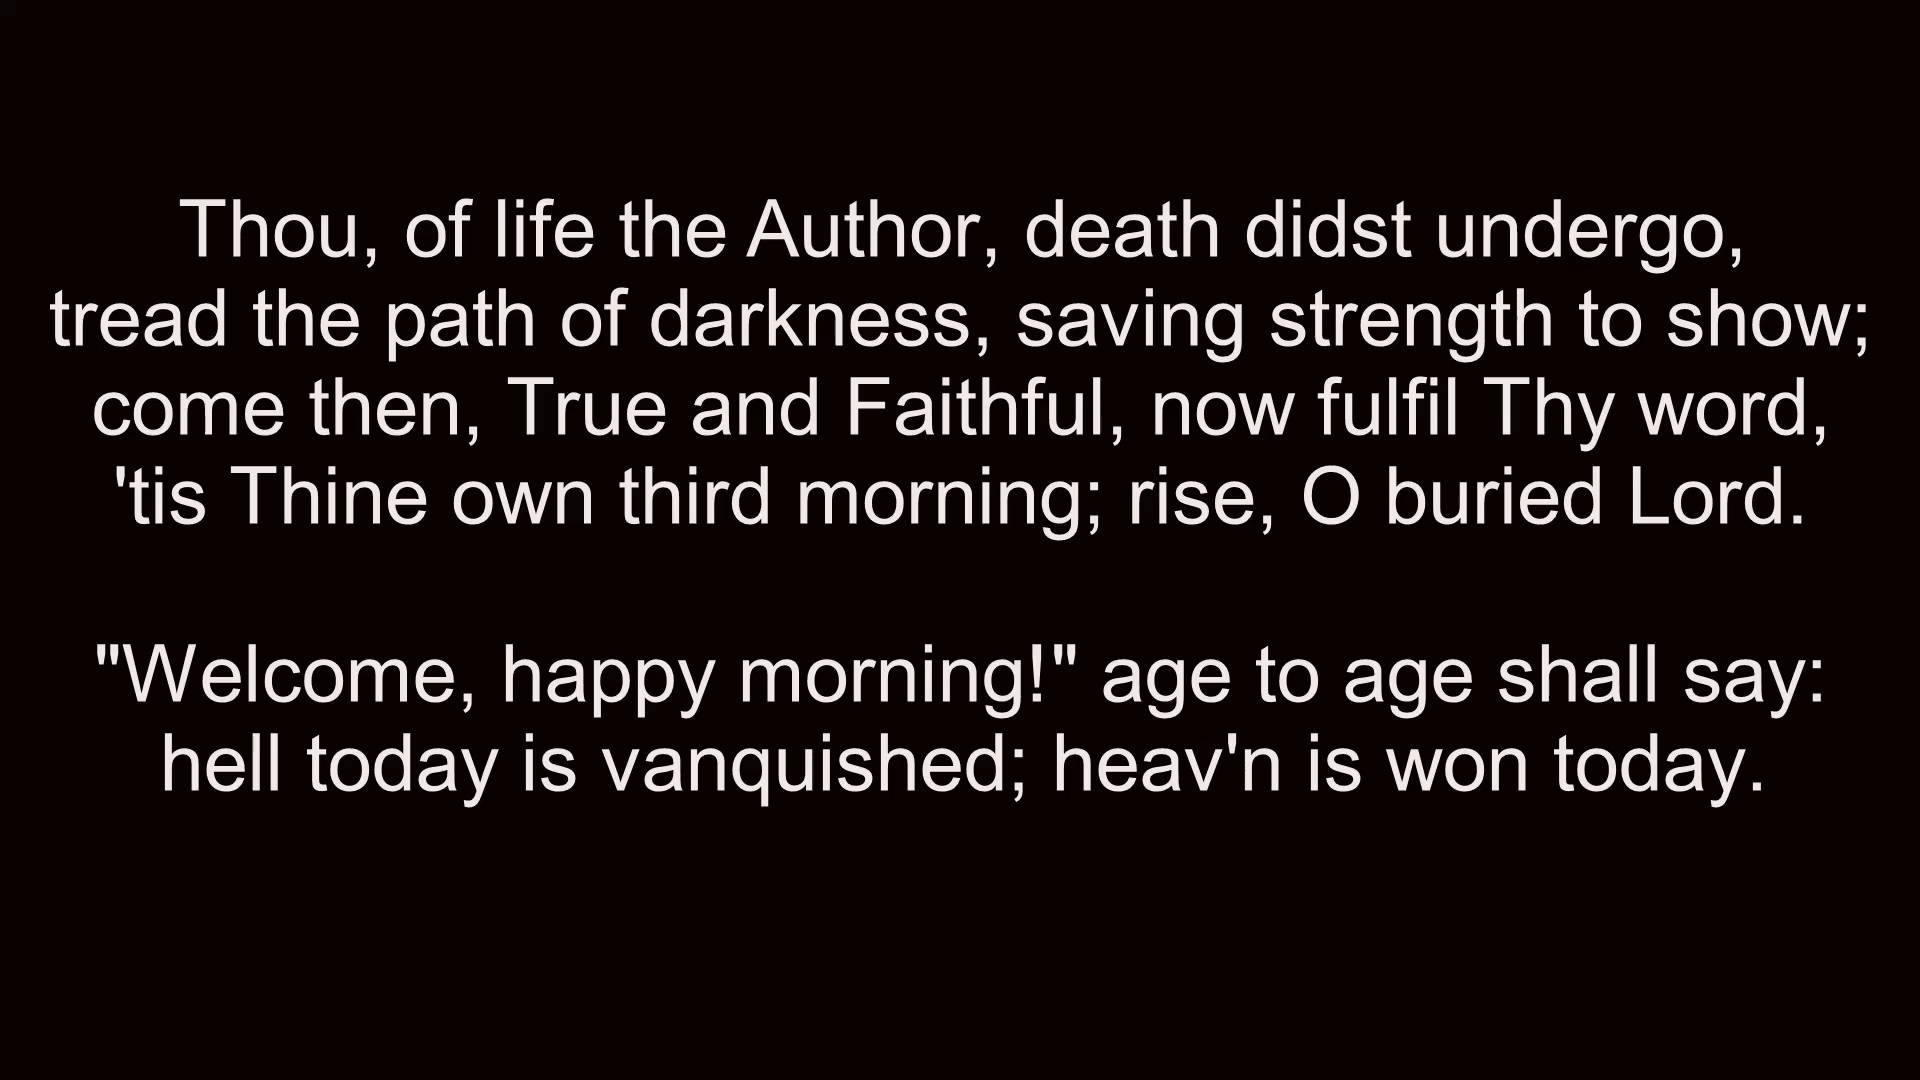 Thou, of life the Author, death didst undergo,
tread the path of darkness, saving strength to show;
come then, True and Faithful, now fulfil Thy word,
'tis Thine own third morning; rise, O buried Lord.
"Welcome, happy morning!" age to age shall say:
hell today is vanquished; heav'n is won today.